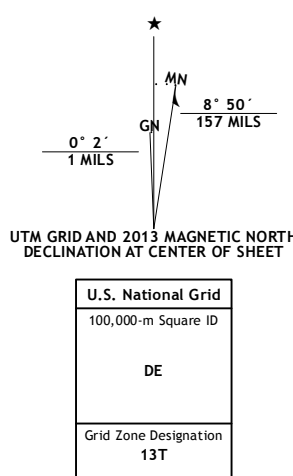 ★
MN
GN
8° 50´
157 MILS
0° 2´
1 MILS
UTM GRID AND 2013 MAGNETIC NORTH
DECLINATION AT CENTER OF SHEET
U.S. National Grid
100,000-m Square ID
DE
Grid Zone Designation
13T